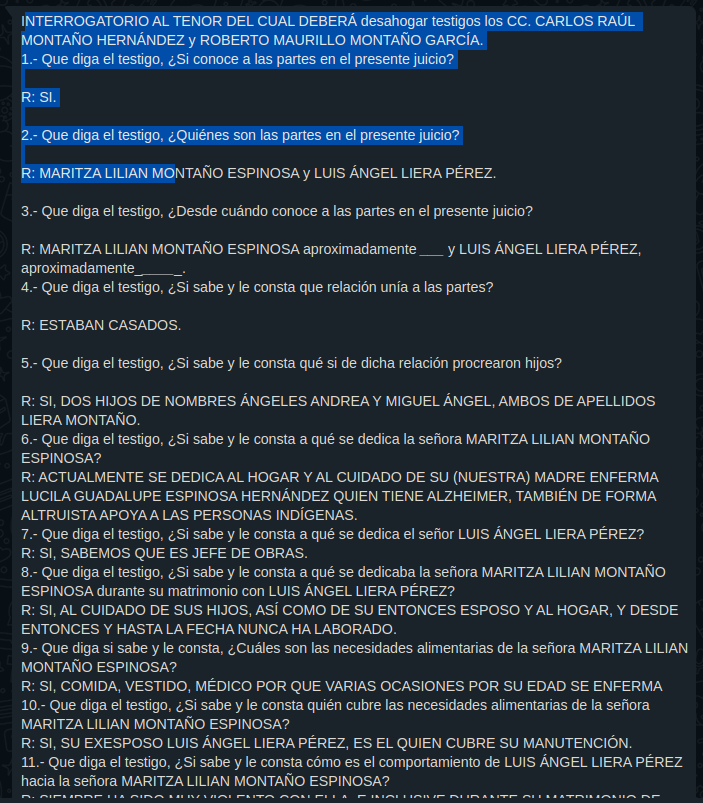 INTERROGATORIO AL TENOR DEL CUAL DEBERÁ desahogar testigos los CC. CARLOS RAÚL
MONTAÑO HERNÁNDEZ y ROBERTO MAURILLO MONTAÑO GARCÍA.
1.- Que diga el testigo, ¿Si conoce a las partes en el presente juicio?
R: SI.
2.- Que diga el testigo, ¿Quiénes son las partes en el presente juicio?
R: MARITZA LILIAN MONTAÑO ESPINOSA y LUIS ÁNGEL LIERA PÉREZ.
3.- Que diga el testigo, ¿Desde cuándo conoce a las partes en el presente juicio?
R: MARITZA LILIAN MONTAÑO ESPINOSA aproximadamente ___ y LUIS ÁNGEL LIERA PÉREZ,
aproximadamente______.
4.- Que diga el testigo, ¿Si sabe y le consta que relación unía a las partes?
R: ESTABAN CASADOS.
5.- Que diga el testigo, ¿Si sabe y le consta qué si de dicha relación procrearon hijos?
R: SI, DOS HIJOS DE NOMBRES ÁNGELES ANDREA Y MIGUEL ÁNGEL, AMBOS DE APELLIDOS
LIERA MONTAÑO.
6.- Que diga el testigo, ¿Si sabe y le consta a qué se dedica la señora MARITZA LILIAN MONTAÑO
ESPINOSA?
R: ACTUALMENTE SE DEDICA AL HOGAR Y AL CUIDADO DE SU (NUESTRA) MADRE ENFERMA
LUCILA GUADALUPE ESPINOSA HERNÁNDEZ QUIEN TIENE ALZHEIMER, TAMBIÉN DE FORMA
ALTRUISTA APOYA A LAS PERSONAS INDÍGENAS.
7.- Que diga el testigo, ¿Si sabe y le consta a qué se dedica el señor LUIS ÁNGEL LIERA PÉREZ?
R: SI, SABEMOS QUE ES JEFE DE OBRAS.
8.- Que diga el testigo, ¿Si sabe y le consta a qué se dedicaba la señora MARITZA LILIAN MONTAÑO
ESPINOSA durante su matrimonio con LUIS ÁNGEL LIERA PÉREZ?
R: SI, AL CUIDADO DE SUS HIJOS, ASÍ COMO DE SU ENTONCES ESPOSO Y AL HOGAR, Y DESDE
ENTONCES Y HASTA LA FECHA NUNCA HA LABORADO.
9.- Que diga si sabe y le consta, ¿Cuáles son las necesidades alimentarias de la señora MARITZA LILIAN
MONTAÑO ESPINOSA?
R: SI, COMIDA, VESTIDO, MÉDICO POR QUE VARIAS OCASIONES POR SU EDAD SE ENFERMA
10.- Que diga el testigo, ¿Si sabe y le consta quién cubre las necesidades alimentarias de la señora
MARITZA LILIAN MONTAÑO ESPINOSA?
R: SI, SU EXESPOSO LUIS ÁNGEL LIERA PÉREZ, ES EL QUIEN CUBRE SU MANUTENCIÓN.
11.- Que diga el testigo, ¿Si sabe y le consta cómo es el comportamiento de LUIS ÁNGEL LIERA PÉREZ
hacia la señora MARITZA LILIAN MONTAÑO ESPINOSA?
R: SIEMPRE HA SIDO MUY VIOLENTO CON ELLA, E INCLUSIVE DURANTE SU MATRIMONIO DE